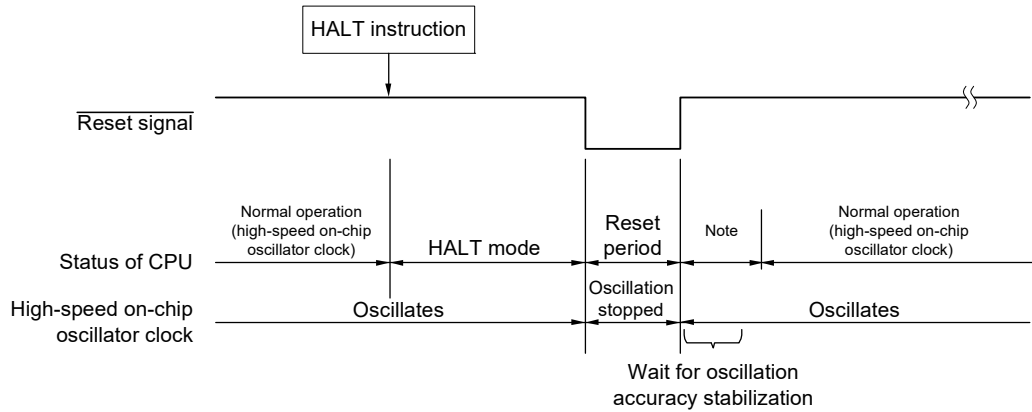 HALT instruction
Reset signal
Normal operation
(high-speed on-chip
oscillator clock)
HALT mode
Reset
period
Note
Normal operation
(high-speed on-chip
oscillator clock)
Status of CPU
High-speed on-chip
oscillator clock
Oscillates
Oscillation
stopped
Oscillates
Wait for oscillation
accuracy stabilization